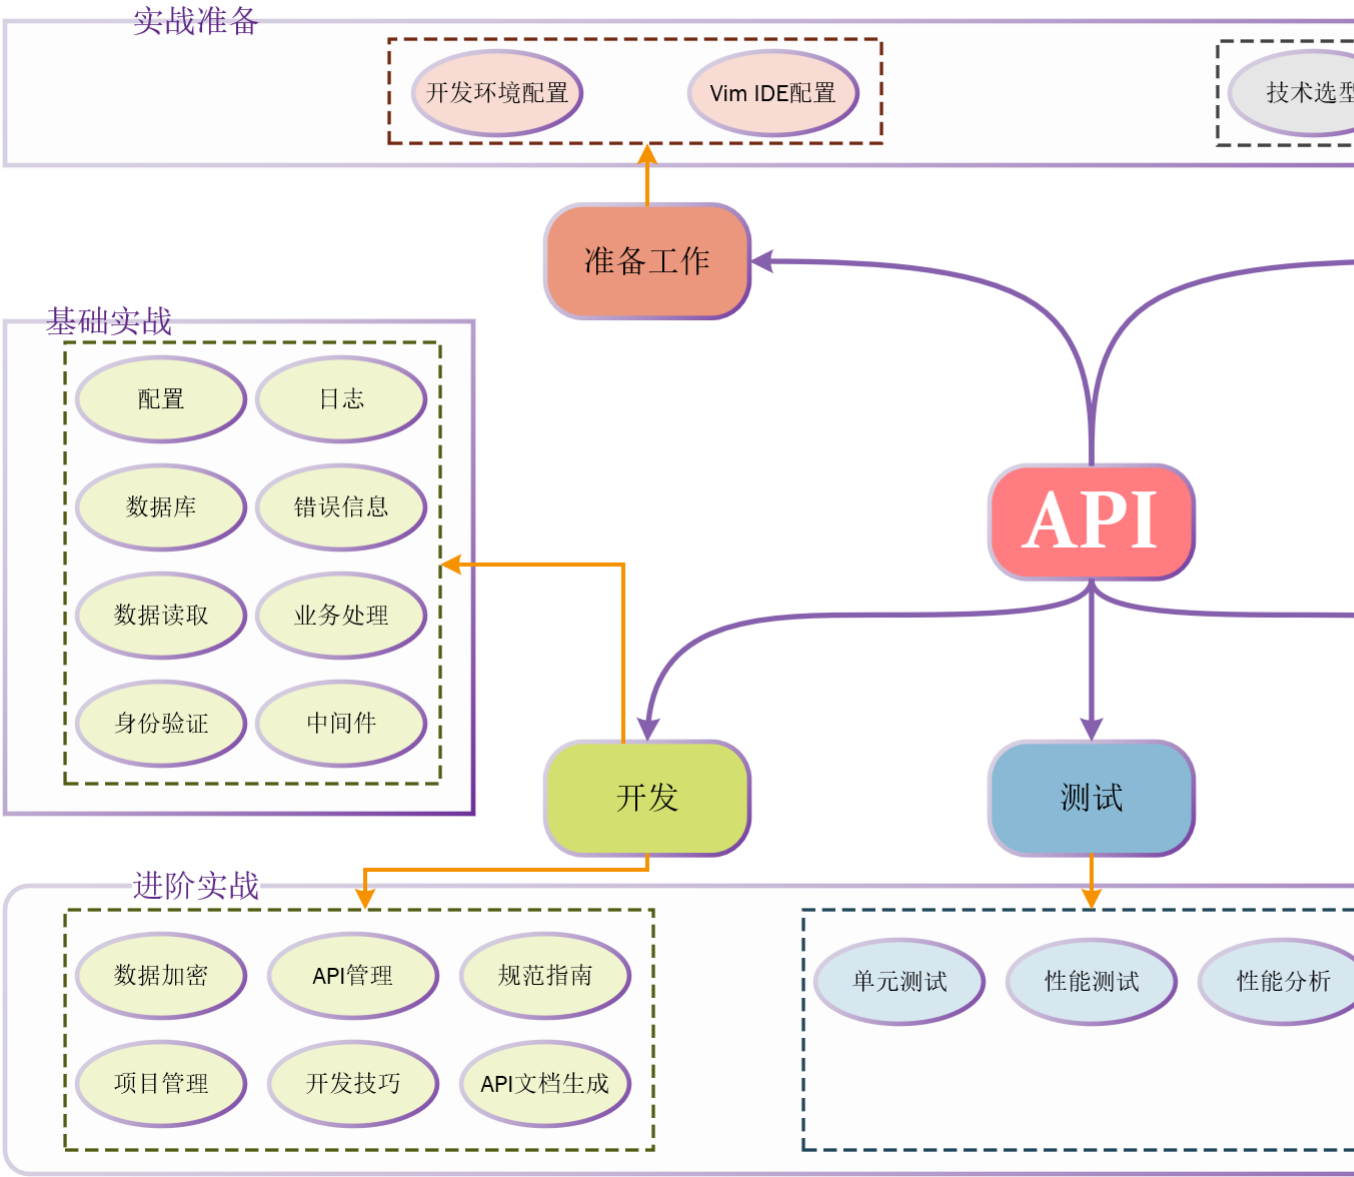 实战准备
开发环境配置
Vim IDE配置
技术选型
准备工作
基础实战
配置
日志
数据库
错误信息
数据读取
业务处理
身份验证
中间件
API
开发
测试
进阶实战
数据加密
API管理
规范指南
单元测试
性能测试
性能分析
项目管理
开发技巧
API文档生成